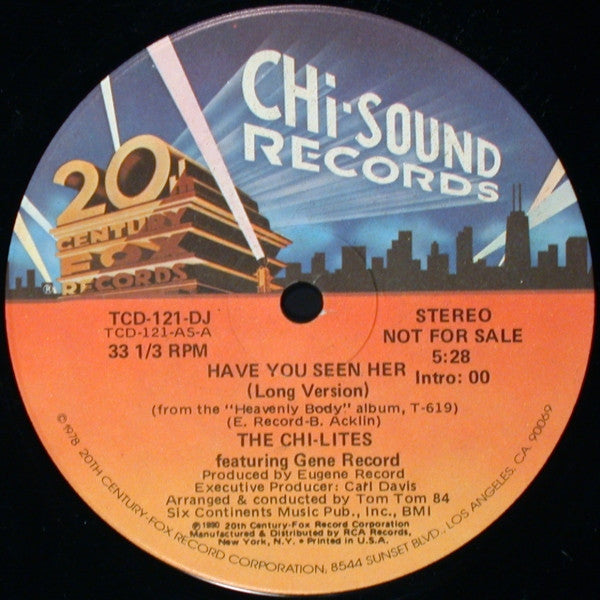 CHi-SOUND
RECORDS
20th
CENTURY
FOX
RECORDS
®
TCD-121-DJ
TCD-121-AS-A
33 1/3 RPM
STEREO
NOT FOR SALE
5:28
Intro: 00
HAVE YOU SEEN HER
(Long Version)
(from the "Heavenly Body" album, T-619)
(E. Record-B. Acklin)
THE CHI-LITES
featuring Gene Record
Produced by Eugene Record
Executive Producer: Carl Davis
Arranged & conducted by Tom Tom 84
Six Continents Music Pub., Inc., BMI
℗ 1980 20th Century-Fox Record Corporation
Manufactured & Distributed by RCA Records,
New York, N.Y. • Printed in U.S.A.
© 1978 20TH CENTURY-FOX RECORD CORPORATION, 8544 SUNSET BLVD., LOS ANGELES, CA. 90069